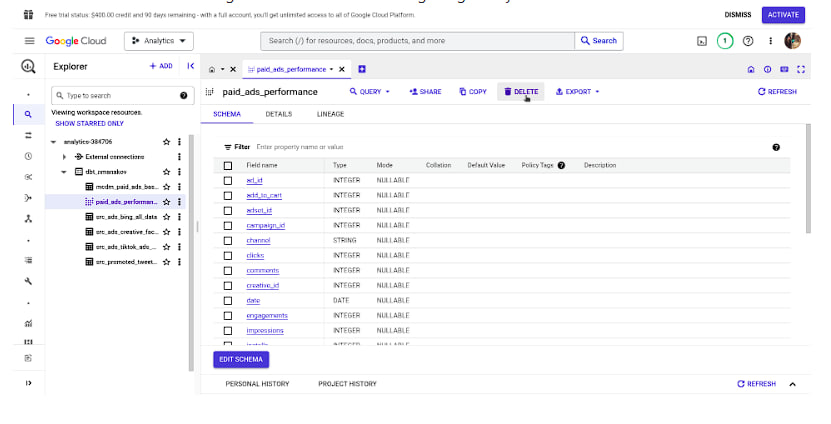 Free trial status: $400.00 credit and 90 days remaining - with a full account, you'll get unlimited access to all of Google Cloud Platform.
DISMISS
ACTIVATE
Google Cloud
Analytics
Search (/) for resources, docs, products, and more
Search
1
Explorer
+ ADD
paid_ads_performance
Type to search
paid_ads_performance
QUERY
SHARE
COPY
DELETE
EXPORT
REFRESH
Viewing workspace resources.
SHOW STARRED ONLY
SCHEMA
DETAILS
LINEAGE
analytics-384706
External connections
dbt_nmanakov
mcdm_paid_ads_bas...
paid_ads_performan...
src_ads_bing_all_data
src_ads_creative_fac...
src_ads_tiktok_ads_...
src_promoted_tweet...
Filter Enter property name or value
Field name Type Mode Collation Default Value Policy Tags Description
ad_id INTEGER NULLABLE
add_to_cart INTEGER NULLABLE
adset_id INTEGER NULLABLE
campaign_id INTEGER NULLABLE
channel STRING NULLABLE
clicks INTEGER NULLABLE
comments INTEGER NULLABLE
creative_id INTEGER NULLABLE
date DATE NULLABLE
engagements INTEGER NULLABLE
impressions INTEGER NULLABLE
installs INTEGER NULLABLE
EDIT SCHEMA
PERSONAL HISTORY
PROJECT HISTORY
REFRESH